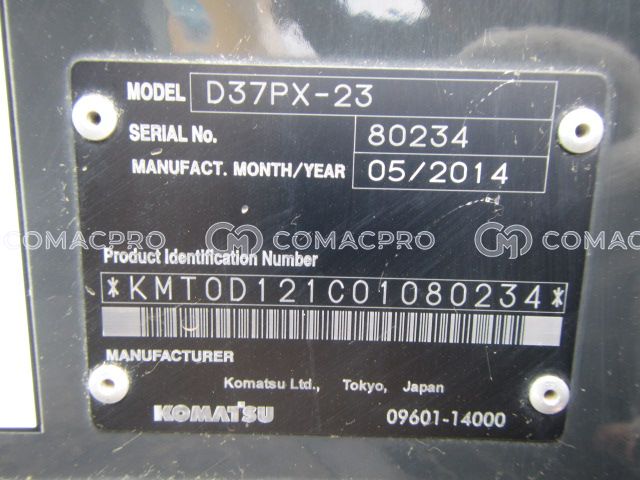 MODEL D37PX-23
SERIAL No. 80234
MANUFACT. MONTH/YEAR 05/2014
COMACPRO COMACPRO COMACPRO
Product Identification Number
*KMT0D121C01080234*
MANUFACTURER
Komatsu Ltd., Tokyo, Japan
KOMATSU 09601-14000